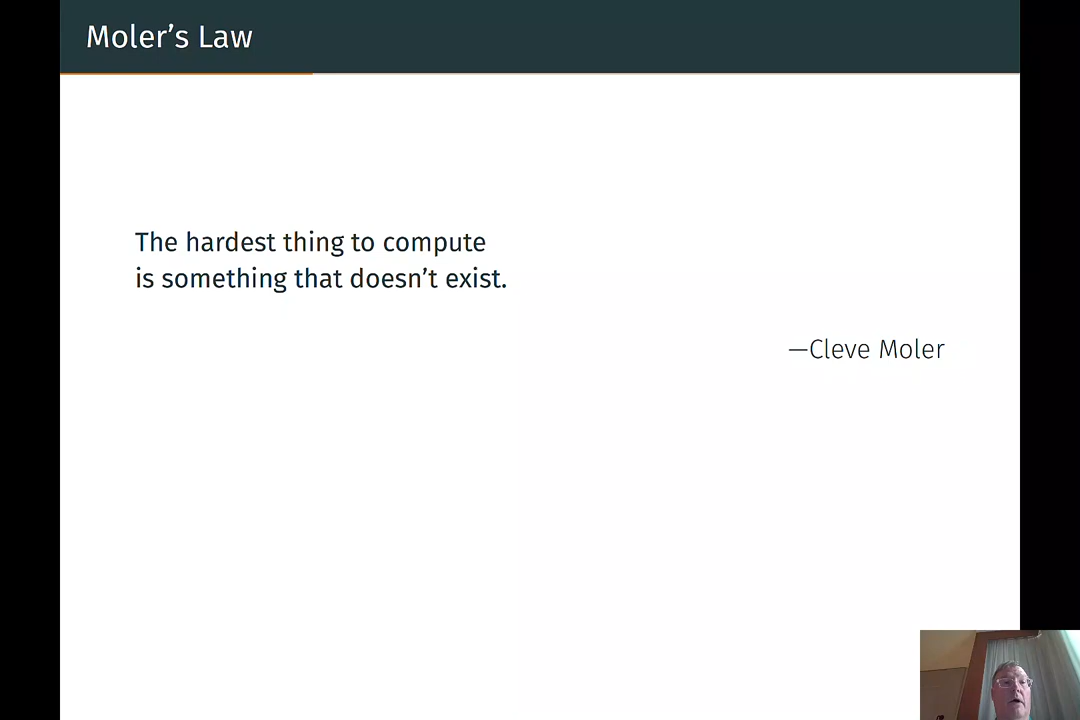 Moler’s Law
The hardest thing to compute
is something that doesn’t exist.
—Cleve Moler